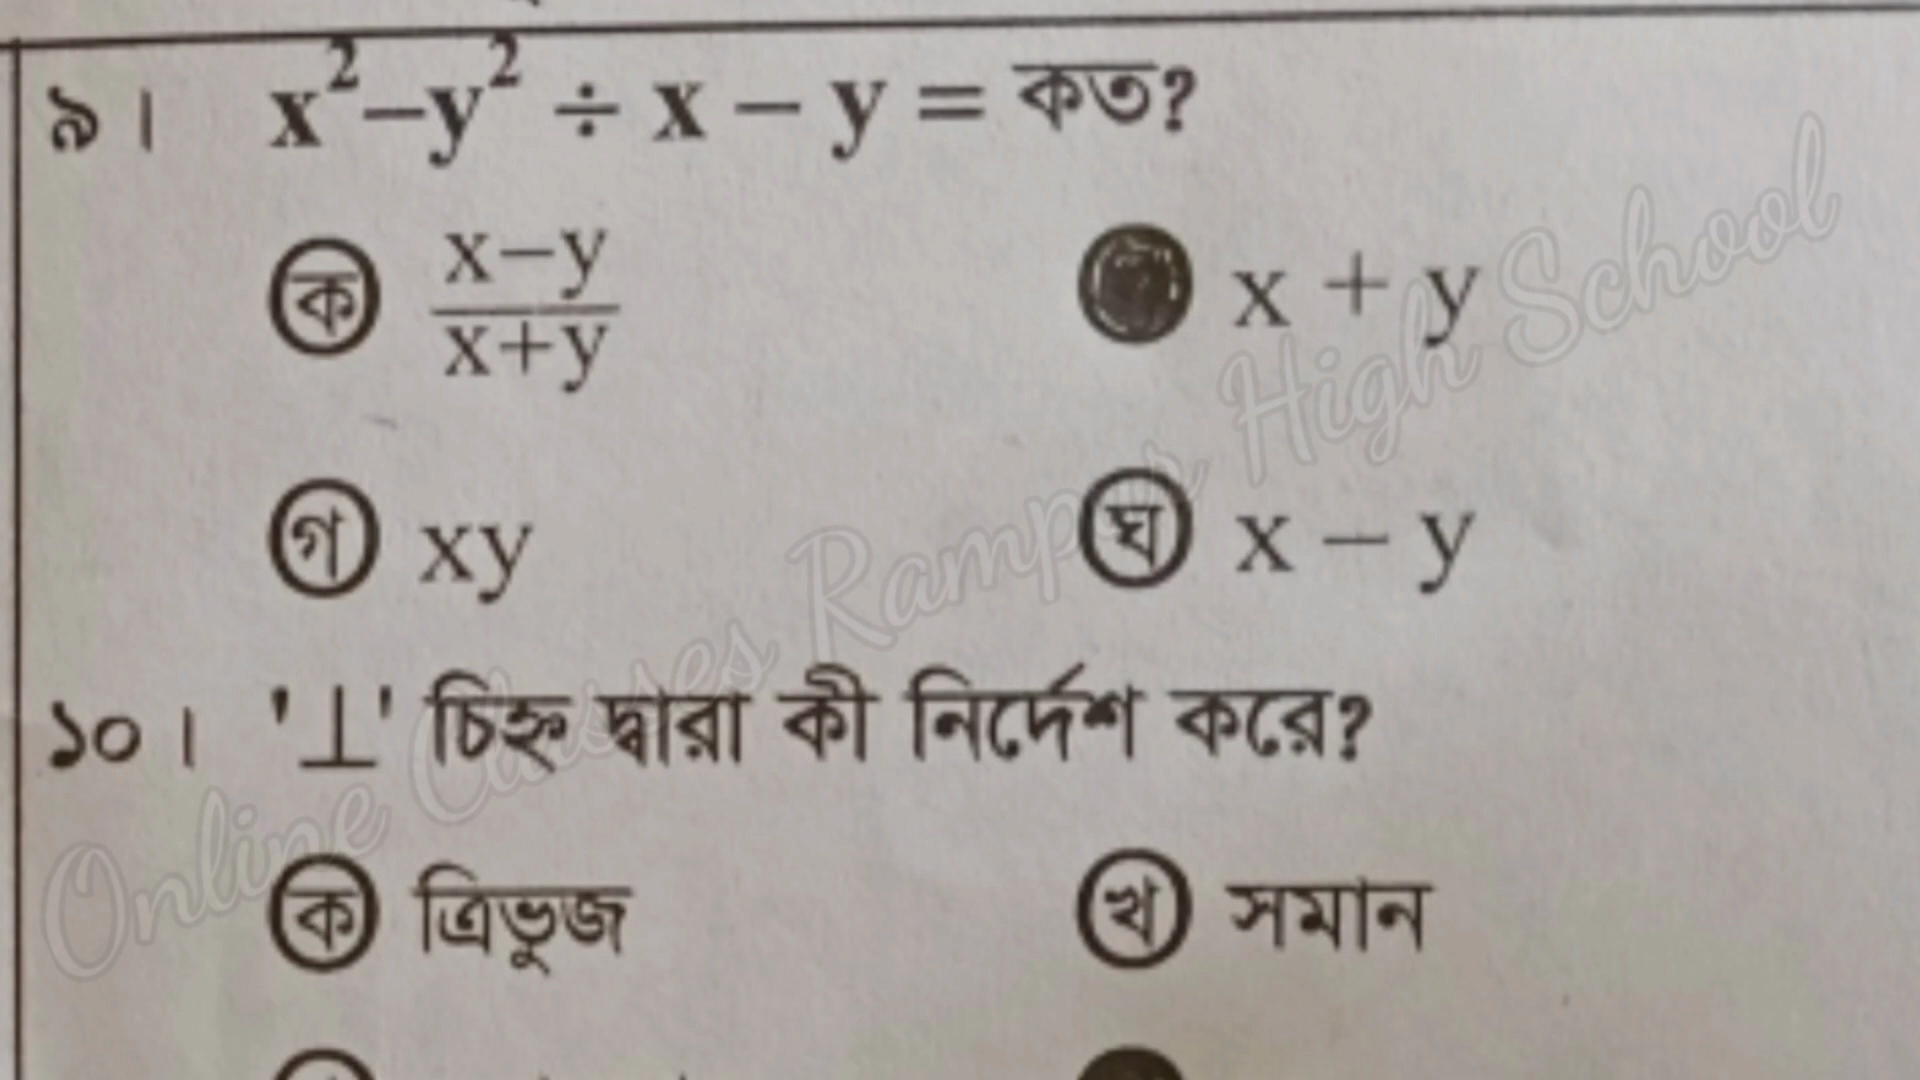 ৯। x²–y² ÷ x – y = কত?
ক x–y/x+y x + y
গ xy ঘ x – y
১০। '⊥' চিহ্ন দ্বারা কী নির্দেশ করে?
ক ত্রিভুজ খ সমান
Online Classes Rampur High School